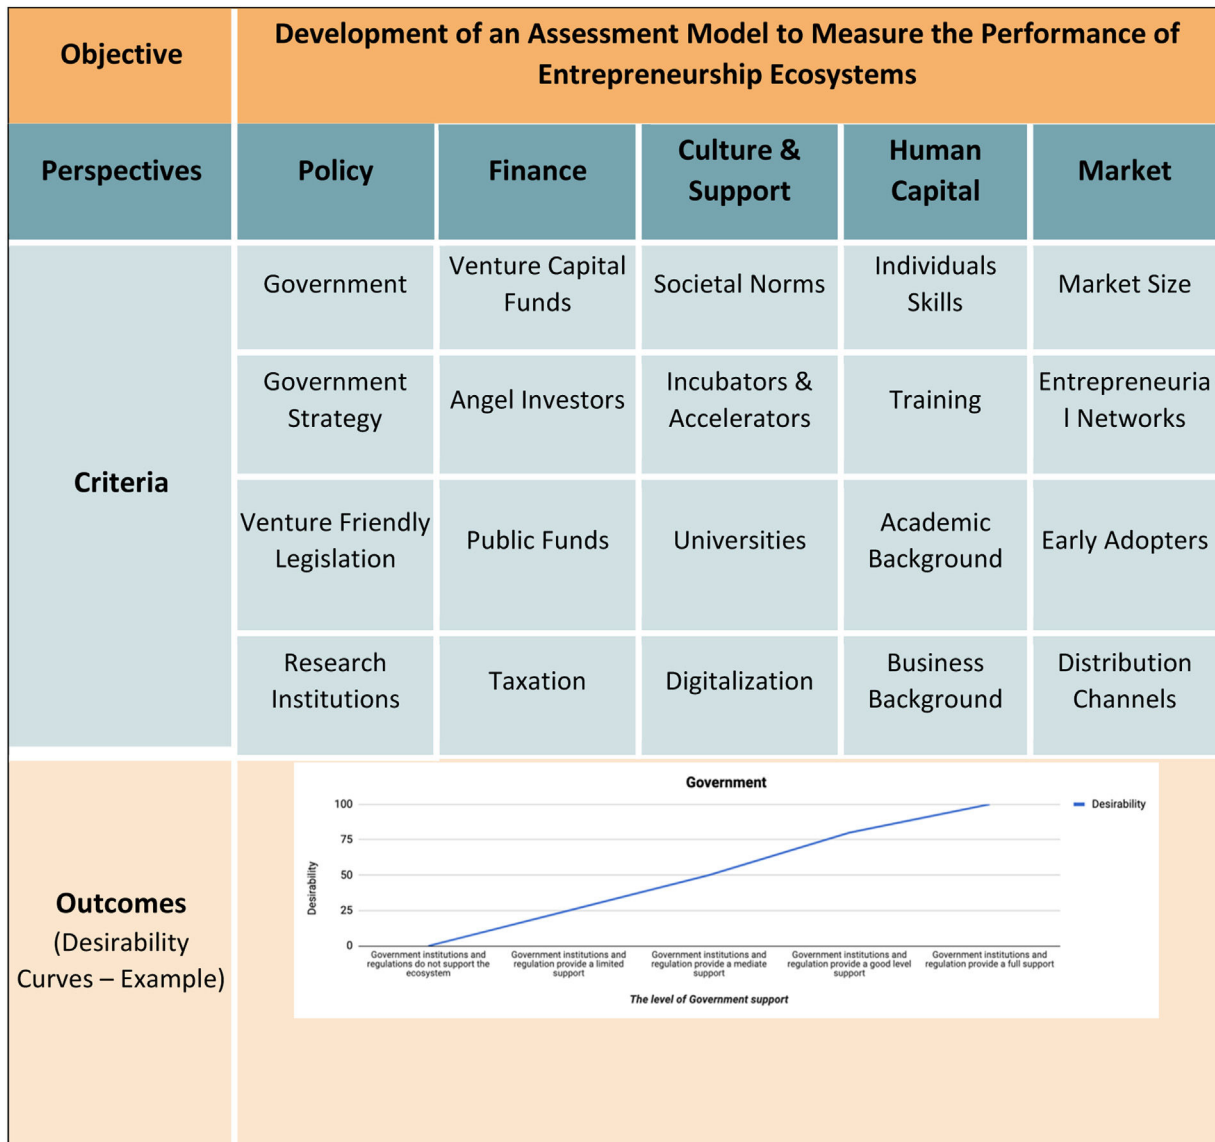 Objective
Development of an Assessment Model to Measure the Performance of
Entrepreneurship Ecosystems
Perspectives
Policy
Finance
Culture &
Support
Human
Capital
Market
Criteria
Government
Venture Capital
Funds
Societal Norms
Individuals
Skills
Market Size
Government
Strategy
Angel Investors
Incubators &
Accelerators
Training
Entrepreneuria
l Networks
Venture Friendly
Legislation
Public Funds
Universities
Academic
Background
Early Adopters
Research
Institutions
Taxation
Digitalization
Business
Background
Distribution
Channels
Outcomes
(Desirability
Curves – Example)
Government
Desirability
100
75
50
25
0
Desirability
Government institutions and
regulations do not support the
ecosystem
Government institutions and
regulation provide a limited
support
Government institutions and
regulation provide a mediate
support
Government institutions and
regulation provide a good level
support
Government institutions and
regulation provide a full support
The level of Government support